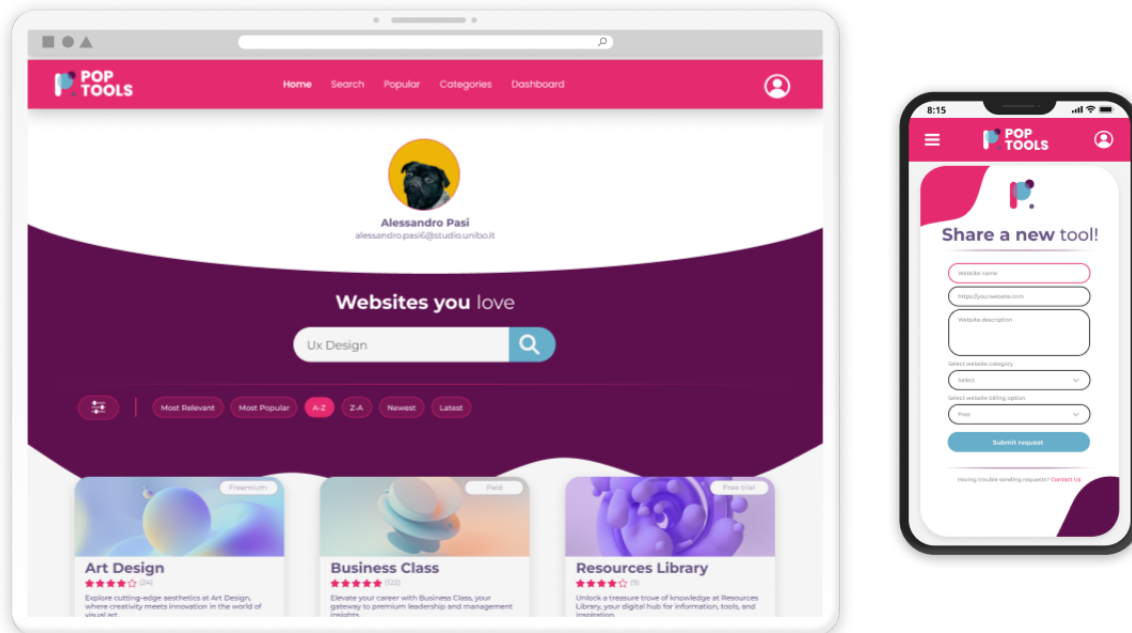 POP
TOOLS
Home Search Popular Categories Dashboard
Alessandro Pasi
alessandro.pasi6@studio.unibo.it
Websites you love
Ux Design
Most Relevant Most Popular A-Z Z-A Newest Latest
Freemium
Art Design
(24)
Explore cutting-edge aesthetics at Art Design,
where creativity meets innovation in the world of
visual art.
Paid
Business Class
(122)
Elevate your career with Business Class, your
gateway to premium leadership and management
insights.
Free trial
Resources Library
(9)
Unlock a treasure trove of knowledge at Resources
Library, your digital hub for information, tools, and
inspiration.
8:15
POP
TOOLS
Share a new tool!
Website name
https://yourwebsite.com
Website description
Select website category
Select
Select website billing option
Free
Submit request
Having trouble sending requests? Contact Us